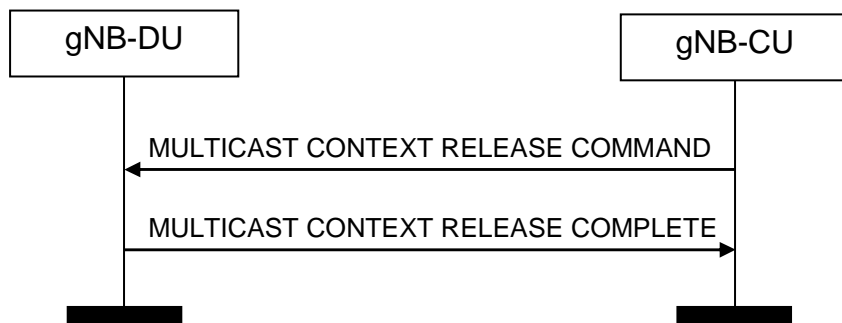 gNB-DU
gNB-CU
MULTICAST CONTEXT RELEASE COMMAND
MULTICAST CONTEXT RELEASE COMPLETE